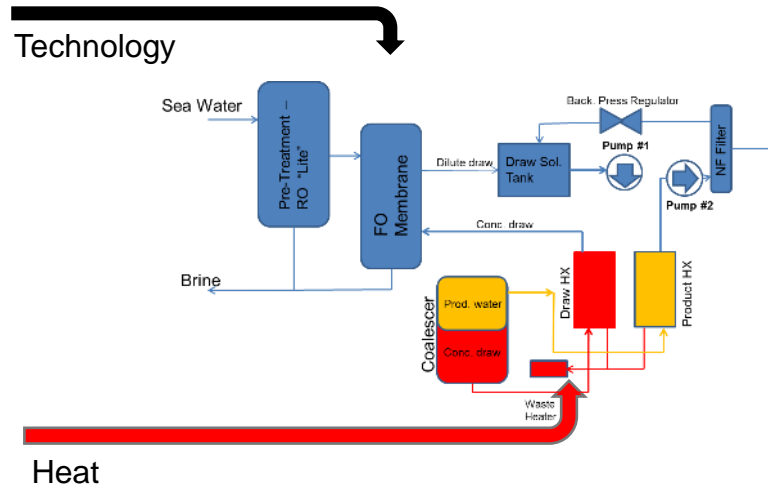 Technology
Sea Water
Pre-Treatment –
RO "Lite"
FO
Membrane
Dilute draw
Draw Sol.
Tank
Back. Press Regulator
Pump #1
Pump #2
NF Filter
Conc. draw
Brine
Coalescer
Prod. water
Conc. draw
Draw HX
Product HX
Waste
Heater
Heat